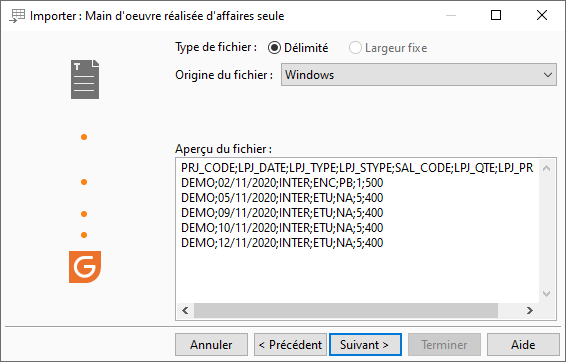 Importer : Main d'oeuvre réalisée d'affaires seule
Type de fichier : Délimité Largeur fixe
Origine du fichier : Windows
Aperçu du fichier :
PRJ_CODE;LPJ_DATE;LPJ_TYPE;LPJ_STYPE;SAL_CODE;LPJ_QTE;LPJ_PR
DEMO;02/11/2020;INTER;ENC;PB;1;500
DEMO;05/11/2020;INTER;ETU;NA;5;400
DEMO;09/11/2020;INTER;ETU;NA;5;400
DEMO;10/11/2020;INTER;ETU;NA;5;400
DEMO;12/11/2020;INTER;ETU;NA;5;400
Annuler < Précédent Suivant > Terminer Aide